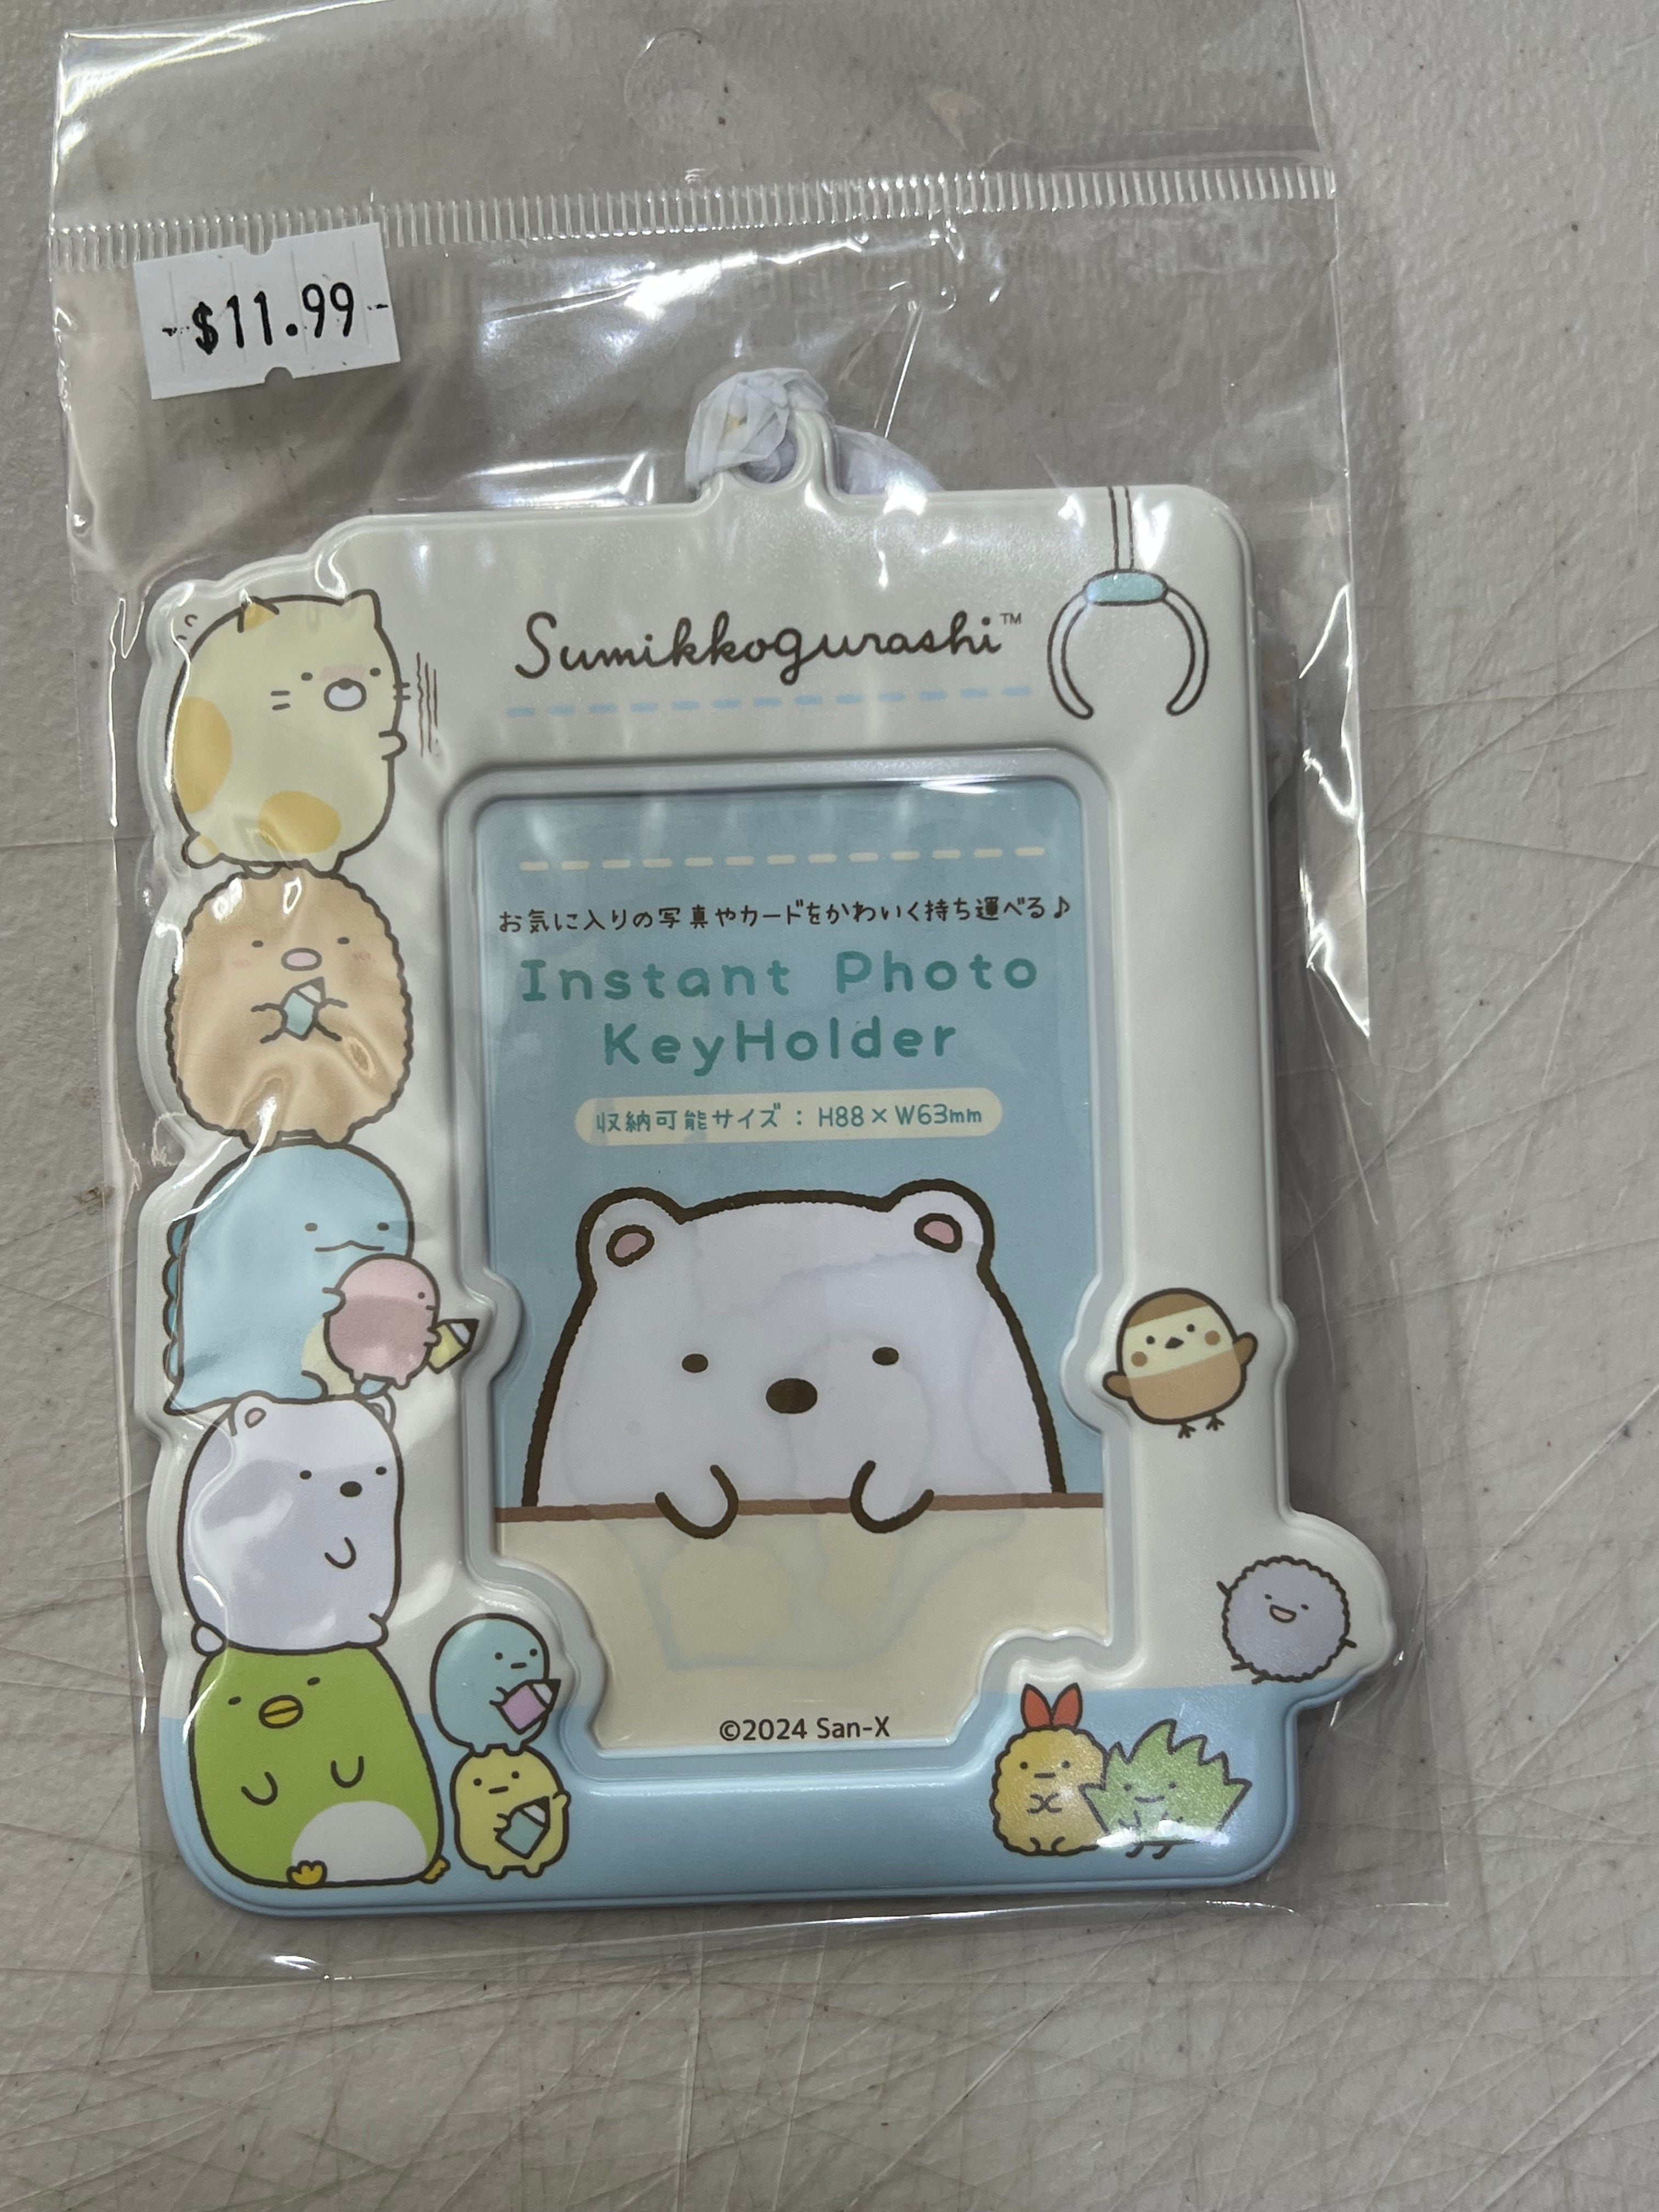 -$11.99-
Sumikkogurashi™
お気に入りの写真やカードをかわいく持ち運べる♪
Instant Photo
KeyHolder
収納可能サイズ：H88×W63mm
©2024 San-X